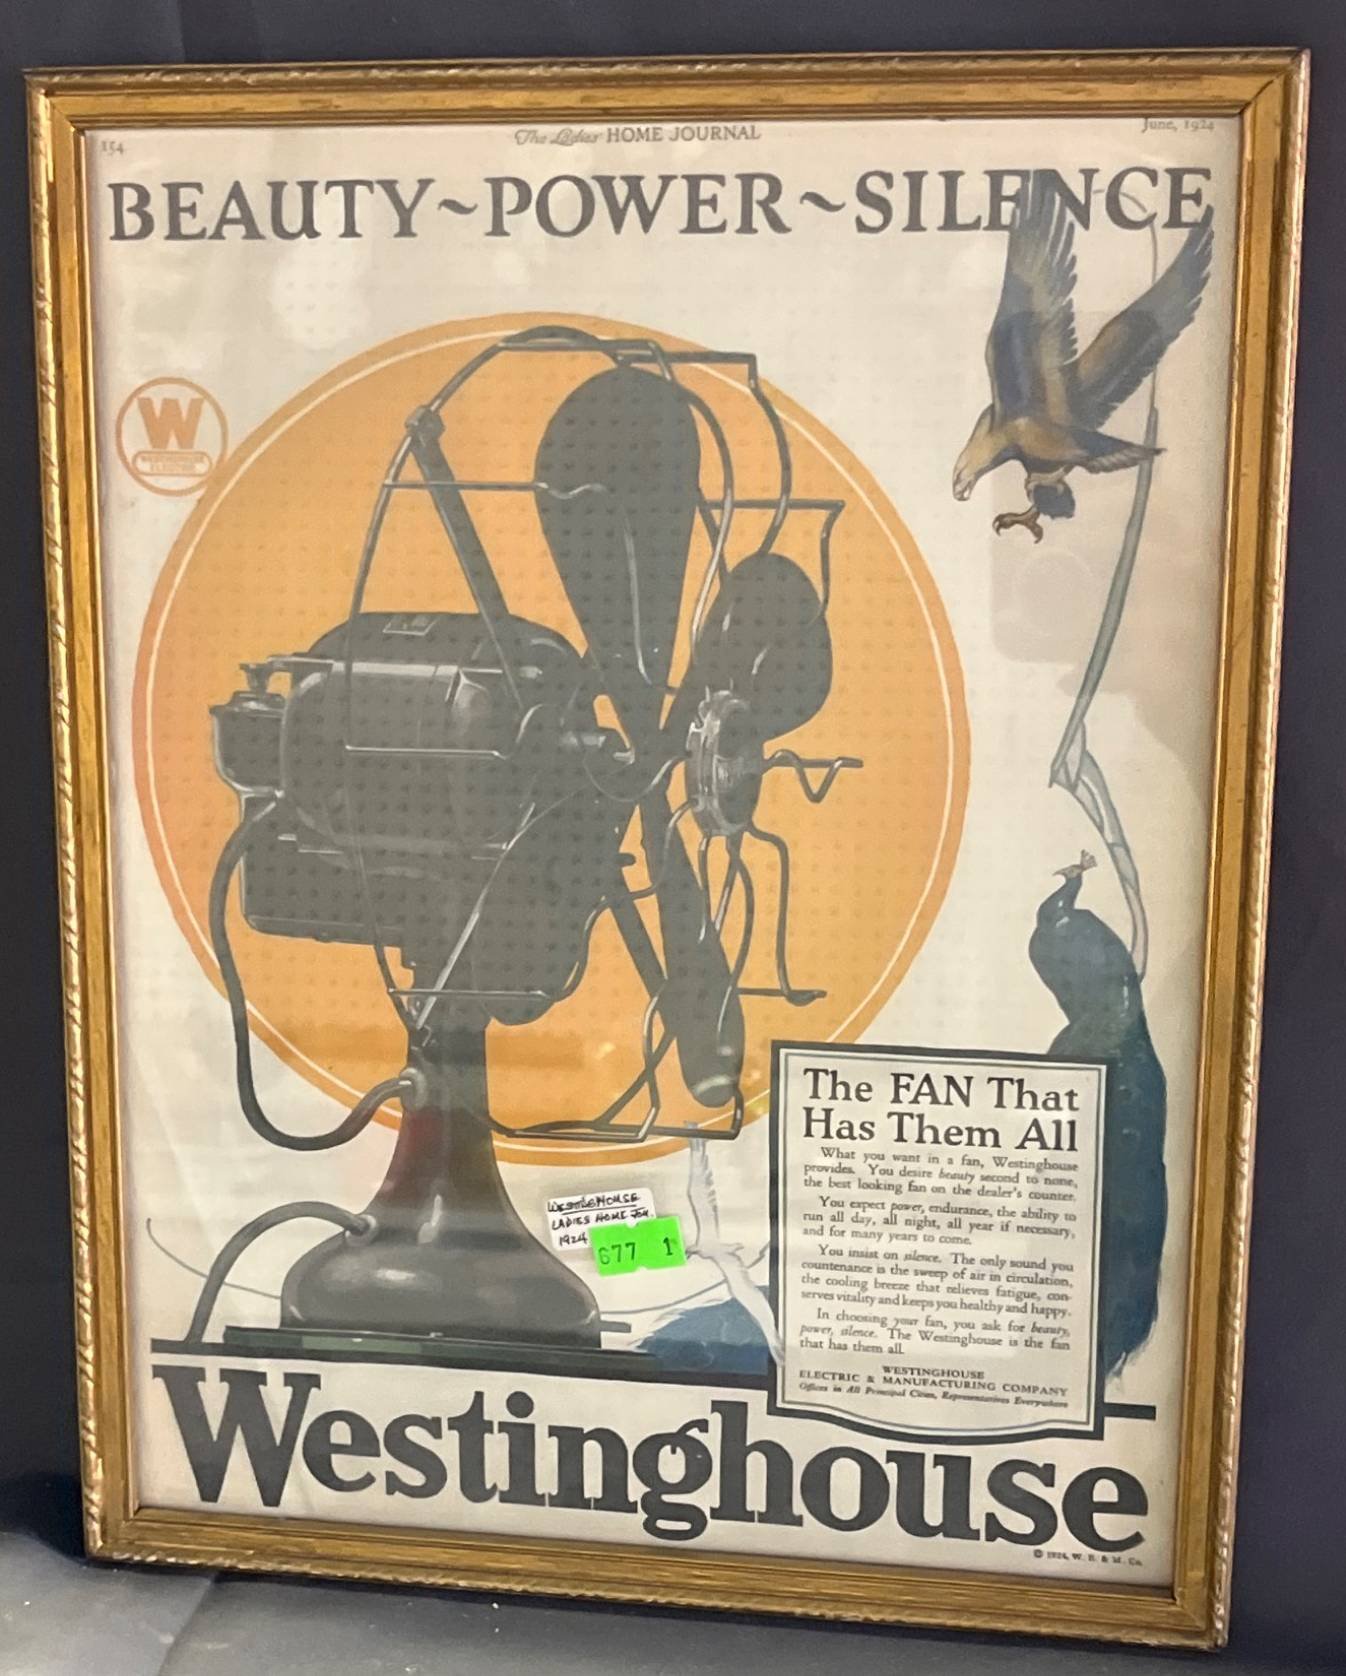 154
The Ladies' HOME JOURNAL
June, 1924
BEAUTY~POWER~SILENCE
W
WESTINGHOUSE
ELECTRIC
The FAN That
Has Them All
What you want in a fan, Westinghouse
provides. You desire beauty second to none,
the best looking fan on the dealer's counter.
You expect power, endurance, the ability to
run all day, all night, all year if necessary,
and for many years to come.
You insist on silence. The only sound you
countenance is the sweep of air in circulation,
the cooling breeze that relieves fatigue, con-
serves vitality and keeps you healthy and happy.
In choosing your fan, you ask for beauty,
power, silence. The Westinghouse is the fan
that has them all.
WESTINGHOUSE
ELECTRIC & MANUFACTURING COMPANY
Offices in All Principal Cities, Representatives Everywhere
WESTINGHOUSE
LADIES HOME JOU.
1924
677 1
Westinghouse
© 1924, W. E. & M. Co.